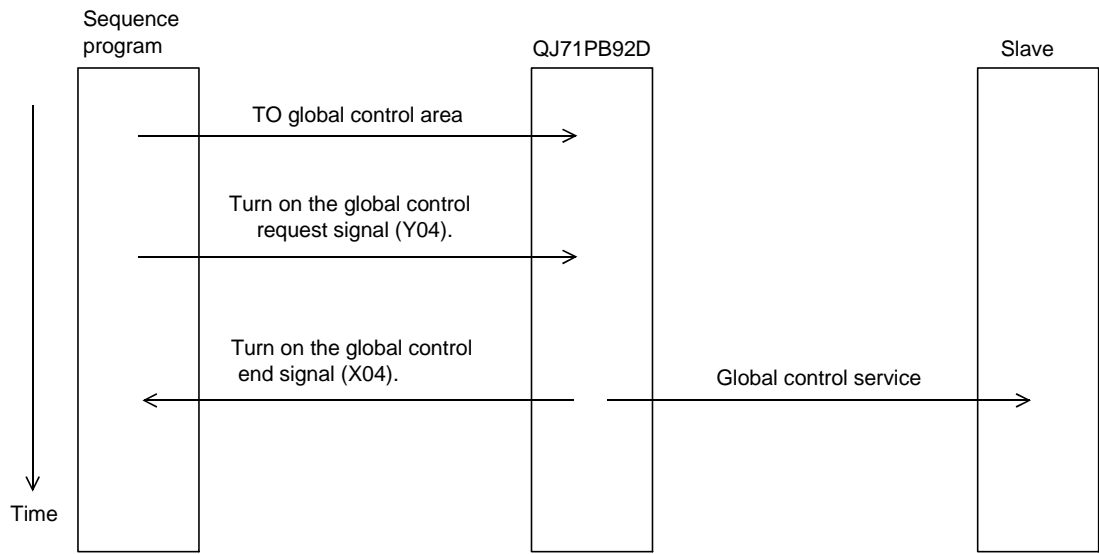 Sequence
program
QJ71PB92D
Slave
TO global control area
Turn on the global control
request signal (Y04).
Turn on the global control
end signal (X04).
Global control service
Time